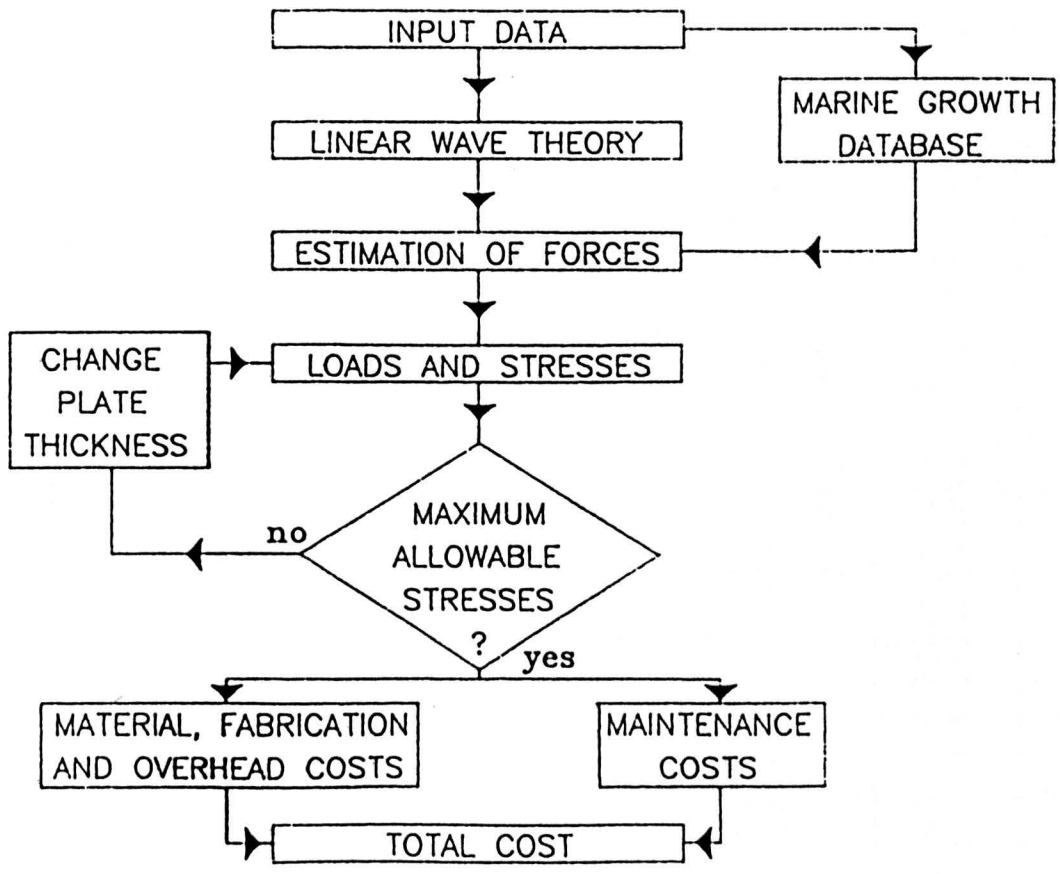 INPUT DATA
MARINE GROWTH
DATABASE
LINEAR WAVE THEORY
ESTIMATION OF FORCES
CHANGE
PLATE
THICKNESS
LOADS AND STRESSES
MAXIMUM
ALLOWABLE
STRESSES
?
no
yes
MATERIAL, FABRICATION
AND OVERHEAD COSTS
MAINTENANCE
COSTS
TOTAL COST